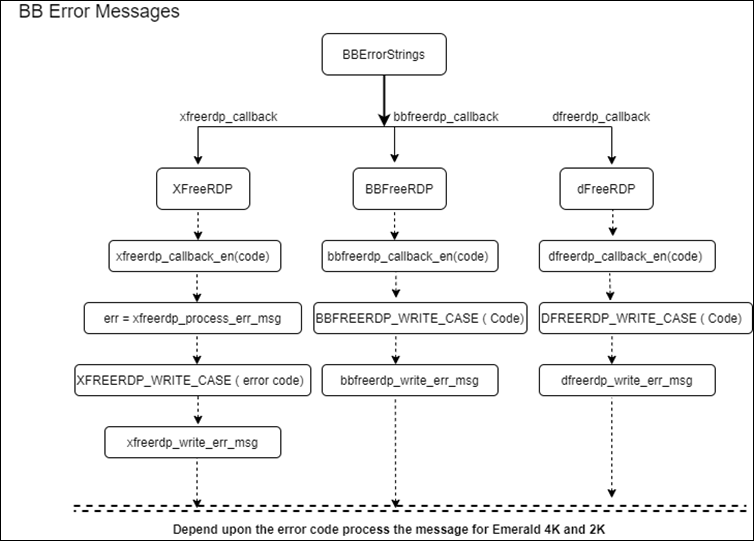 BB Error Messages
BBErrorStrings
xfreerdp_callback
bbfreerdp_callback
dfreerdp_callback
XFreeRDP
BBFreeRDP
dFreeRDP
xfreerdp_callback_en(code)
bbfreerdp_callback_en(code)
dfreerdp_callback_en(code)
err = xfreerdp_process_err_msg
BBFREERDP_WRITE_CASE ( Code)
DFREERDP_WRITE_CASE ( Code)
XFREERDP_WRITE_CASE ( error code)
bbfreerdp_write_err_msg
dfreerdp_write_err_msg
xfreerdp_write_err_msg
Depend upon the error code process the message for Emerald 4K and 2K